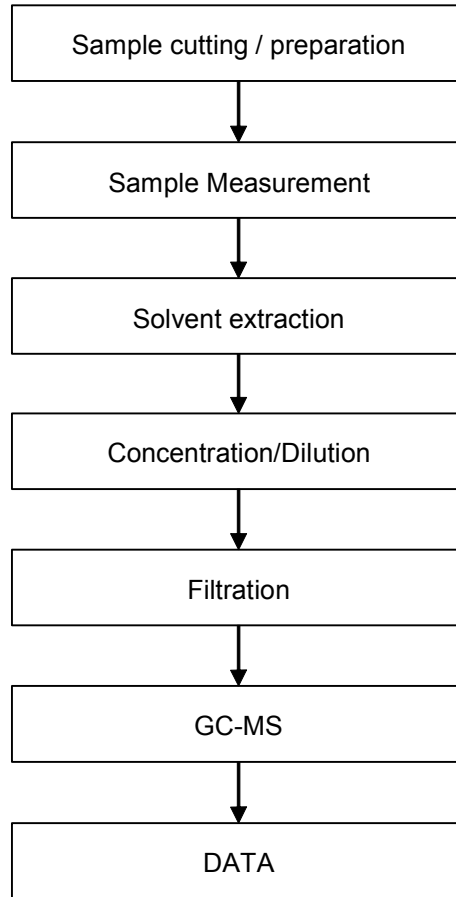 Sample cutting / preparation
Sample Measurement
Solvent extraction
Concentration/Dilution
Filtration
GC-MS
DATA